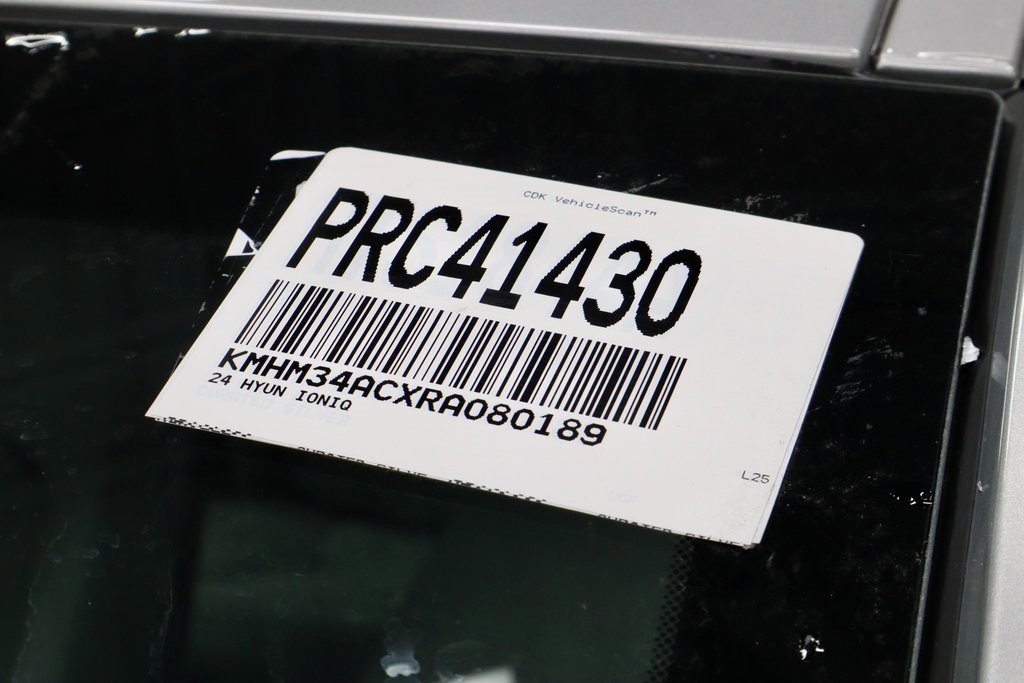 CDK VehicleScan™
PRC41430
KMHM34ACXRA080189
24 HYUN IONIQ
L25